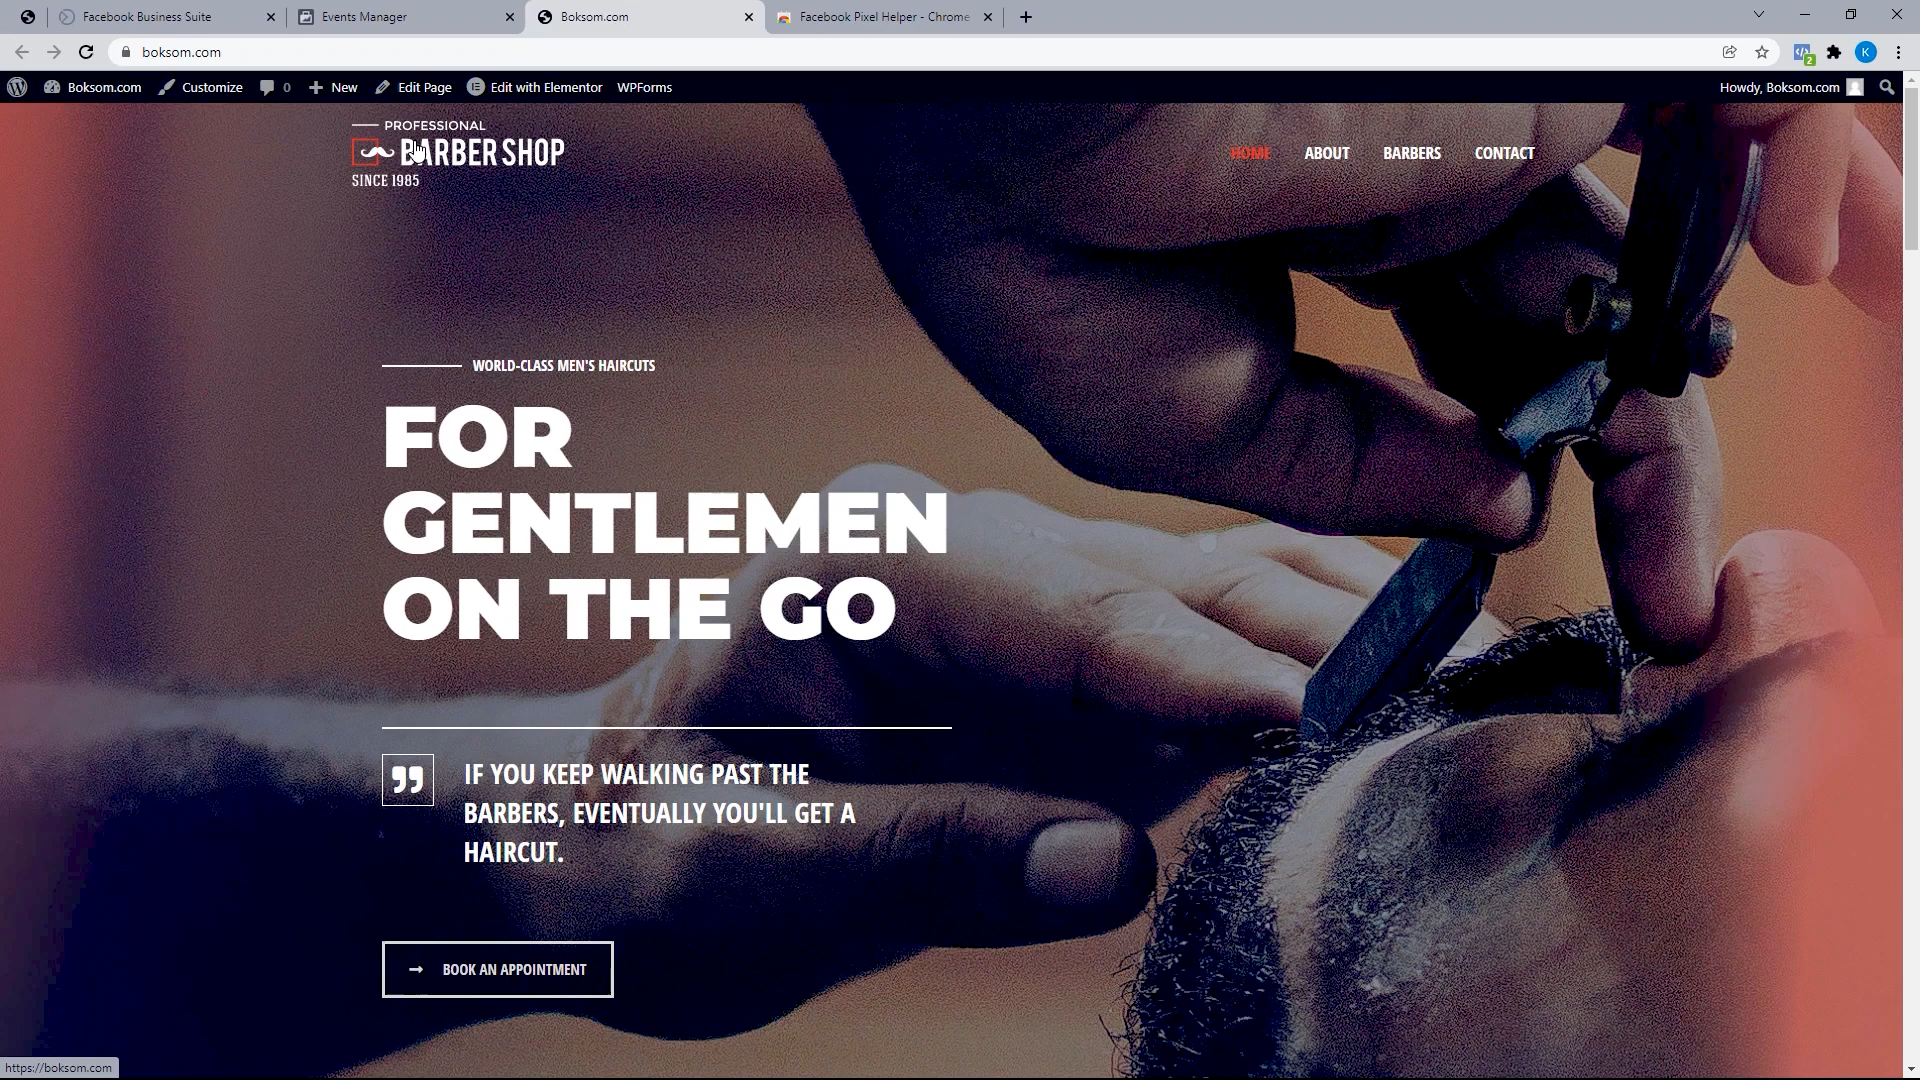 Facebook Business Suite
Events Manager
Boksom.com
Facebook Pixel Helper - Chrome
boksom.com
2
K
Boksom.com
Customize
0
New
Edit Page
Edit with Elementor
WPForms
Howdy, Boksom.com
PROFESSIONAL
BARBER SHOP
SINCE 1985
HOME
ABOUT
BARBERS
CONTACT
WORLD-CLASS MEN'S HAIRCUTS
FOR
GENTLEMEN
ON THE GO
IF YOU KEEP WALKING PAST THE
BARBERS, EVENTUALLY YOU'LL GET A
HAIRCUT.
BOOK AN APPOINTMENT
https://boksom.com